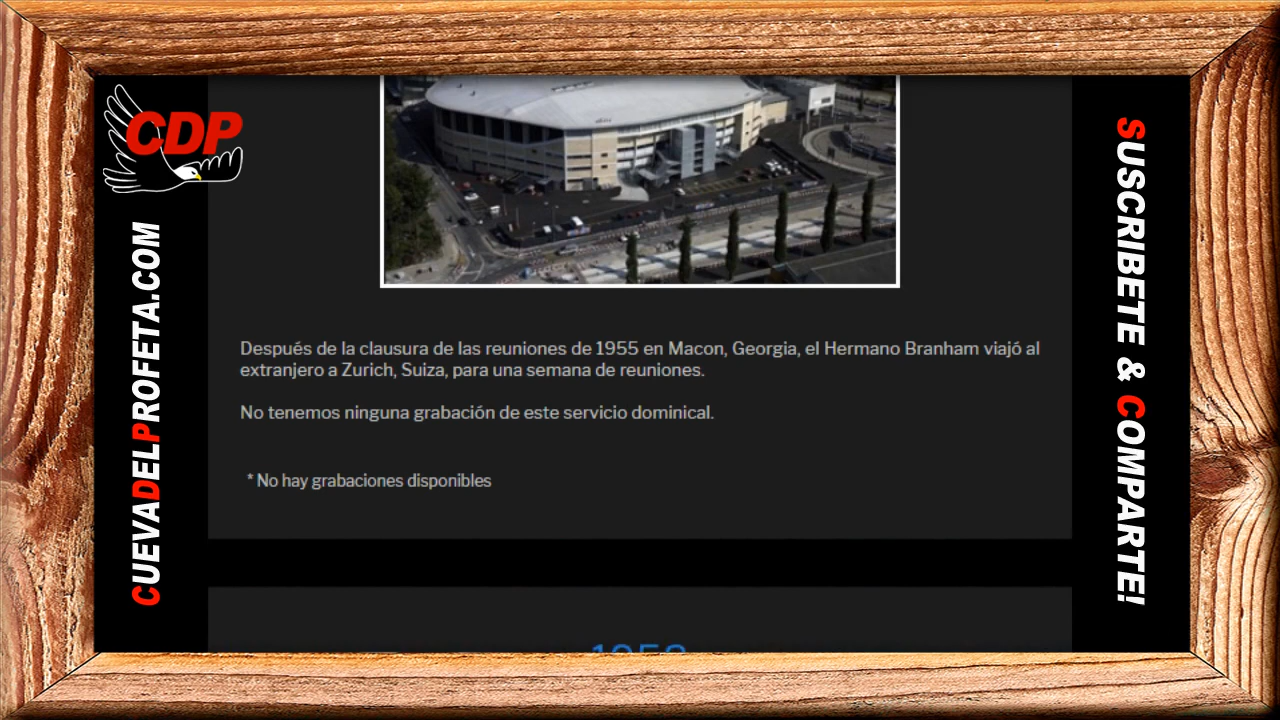 CDP
CUEVADELPROFETA.COM
SUSCRIBETE & COMPARTE!
Después de la clausura de las reuniones de 1955 en Macon, Georgia, el Hermano Branham viajó al
extranjero a Zurich, Suiza, para una semana de reuniones.
No tenemos ninguna grabación de este servicio dominical.
* No hay grabaciones disponibles